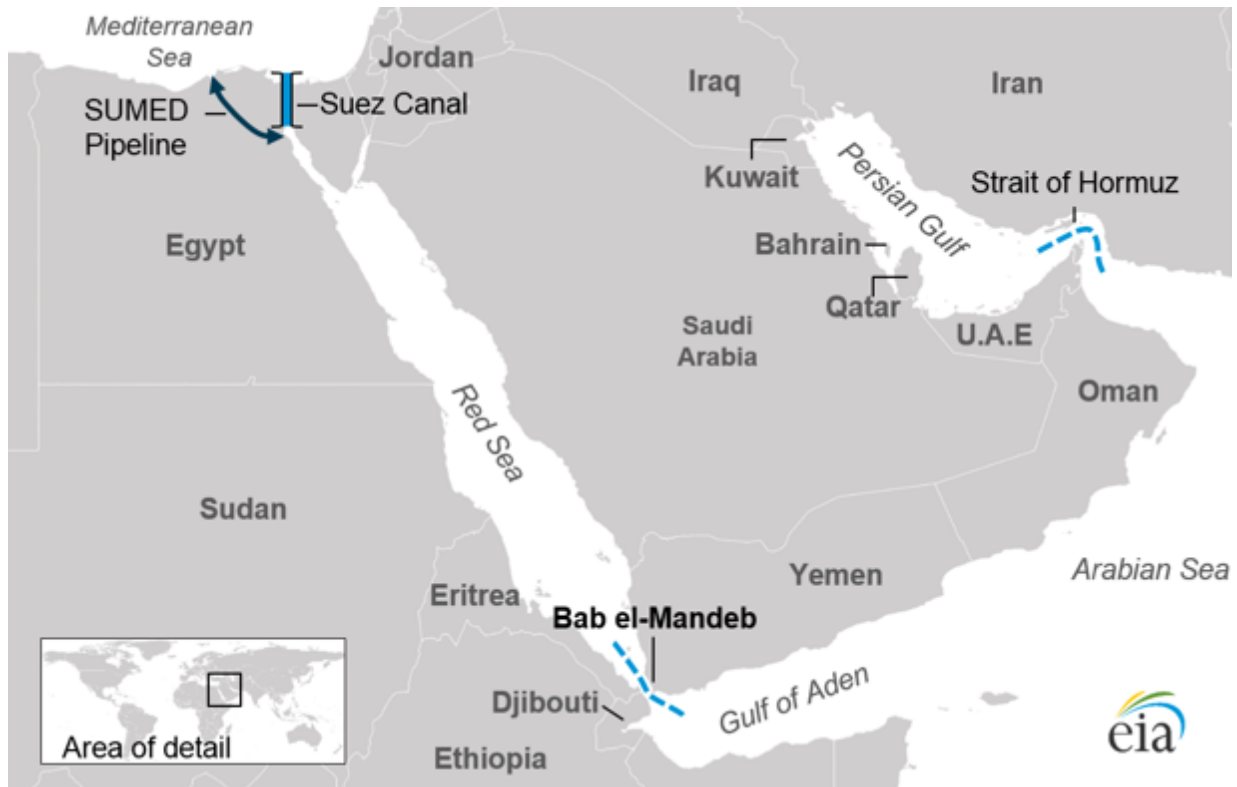 Mediterranean
Sea
Jordan
Iraq
Iran
SUMED
Pipeline
Suez Canal
Kuwait
Persian Gulf
Strait of Hormuz
Egypt
Bahrain
Qatar
Saudi
Arabia
U.A.E
Oman
Red Sea
Sudan
Arabian Sea
Yemen
Eritrea
Bab el-Mandeb
Djibouti
Gulf of Aden
Ethiopia
Area of detail
eia